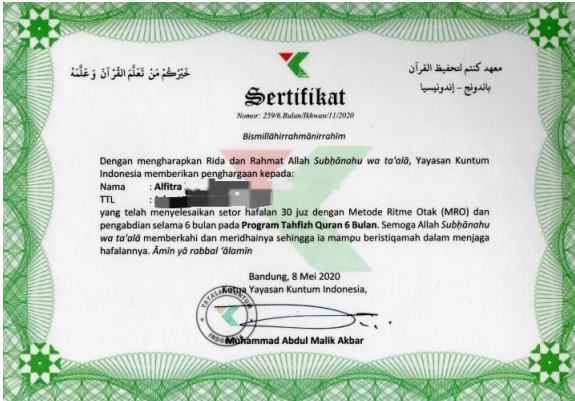 خَيْرُكُمْ مَنْ تَعَلَّمَ القُرْآنَ وَعَلَّمَهُ
معهد كنتم لتحفيظ القرآن
باندونج – إندونيسيا
Sertifikat
Nomor: 259/6.Bulan/Ikhwan/11/2020
Bismillāhirrahmānirrahīm
Dengan mengharapkan Rida dan Rahmat Allah Subḥānahu wa ta'alā, Yayasan Kuntum
Indonesia memberikan penghargaan kepada:
Nama : Alfitra
TTL :
yang telah menyelesaikan setor hafalan 30 juz dengan Metode Ritme Otak (MRO) dan
pengabdian selama 6 bulan pada Program Tahfizh Quran 6 Bulan. Semoga Allah Subḥānahu
wa ta'alā memberkahi dan meridhainya sehingga ia mampu beristiqamah dalam menjaga
hafalannya. Āmīn yā rabbal 'ālamīn
Bandung, 8 Mei 2020
Ketua Yayasan Kuntum Indonesia,
YAYASAN KUNTUM
INDONESIA
Muhammad Abdul Malik Akbar